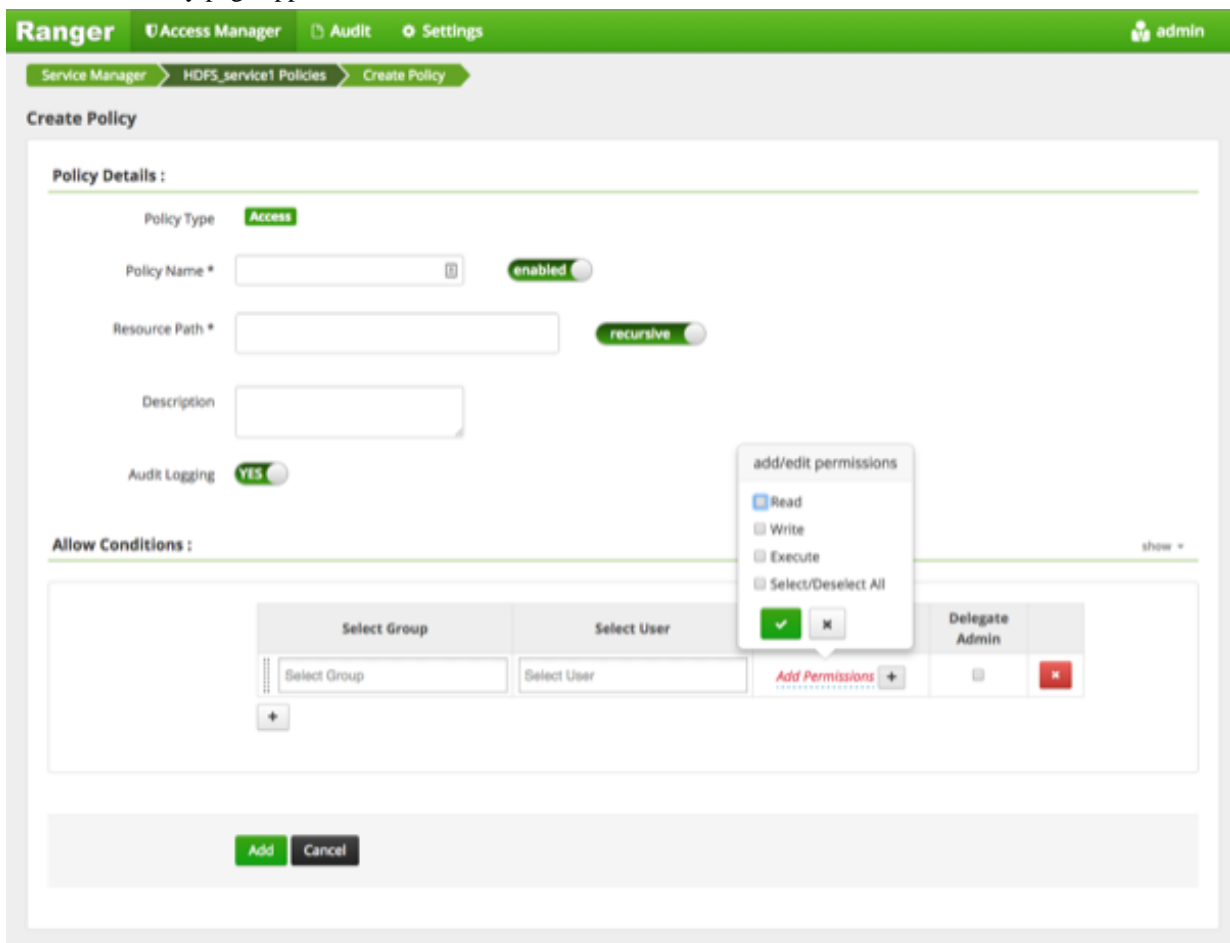 Ranger Access Manager Audit Settings admin
Service Manager HDFS_service1 Policies Create Policy
Create Policy
Policy Details :
Policy Type Access
Policy Name * enabled
Resource Path * recursive
Description
Audit Logging YES
add/edit permissions
Read
Write
Execute
Select/Deselect All
Allow Conditions : show
Select Group Select User Delegate Admin
Select Group Select User Add Permissions +
+
Add Cancel